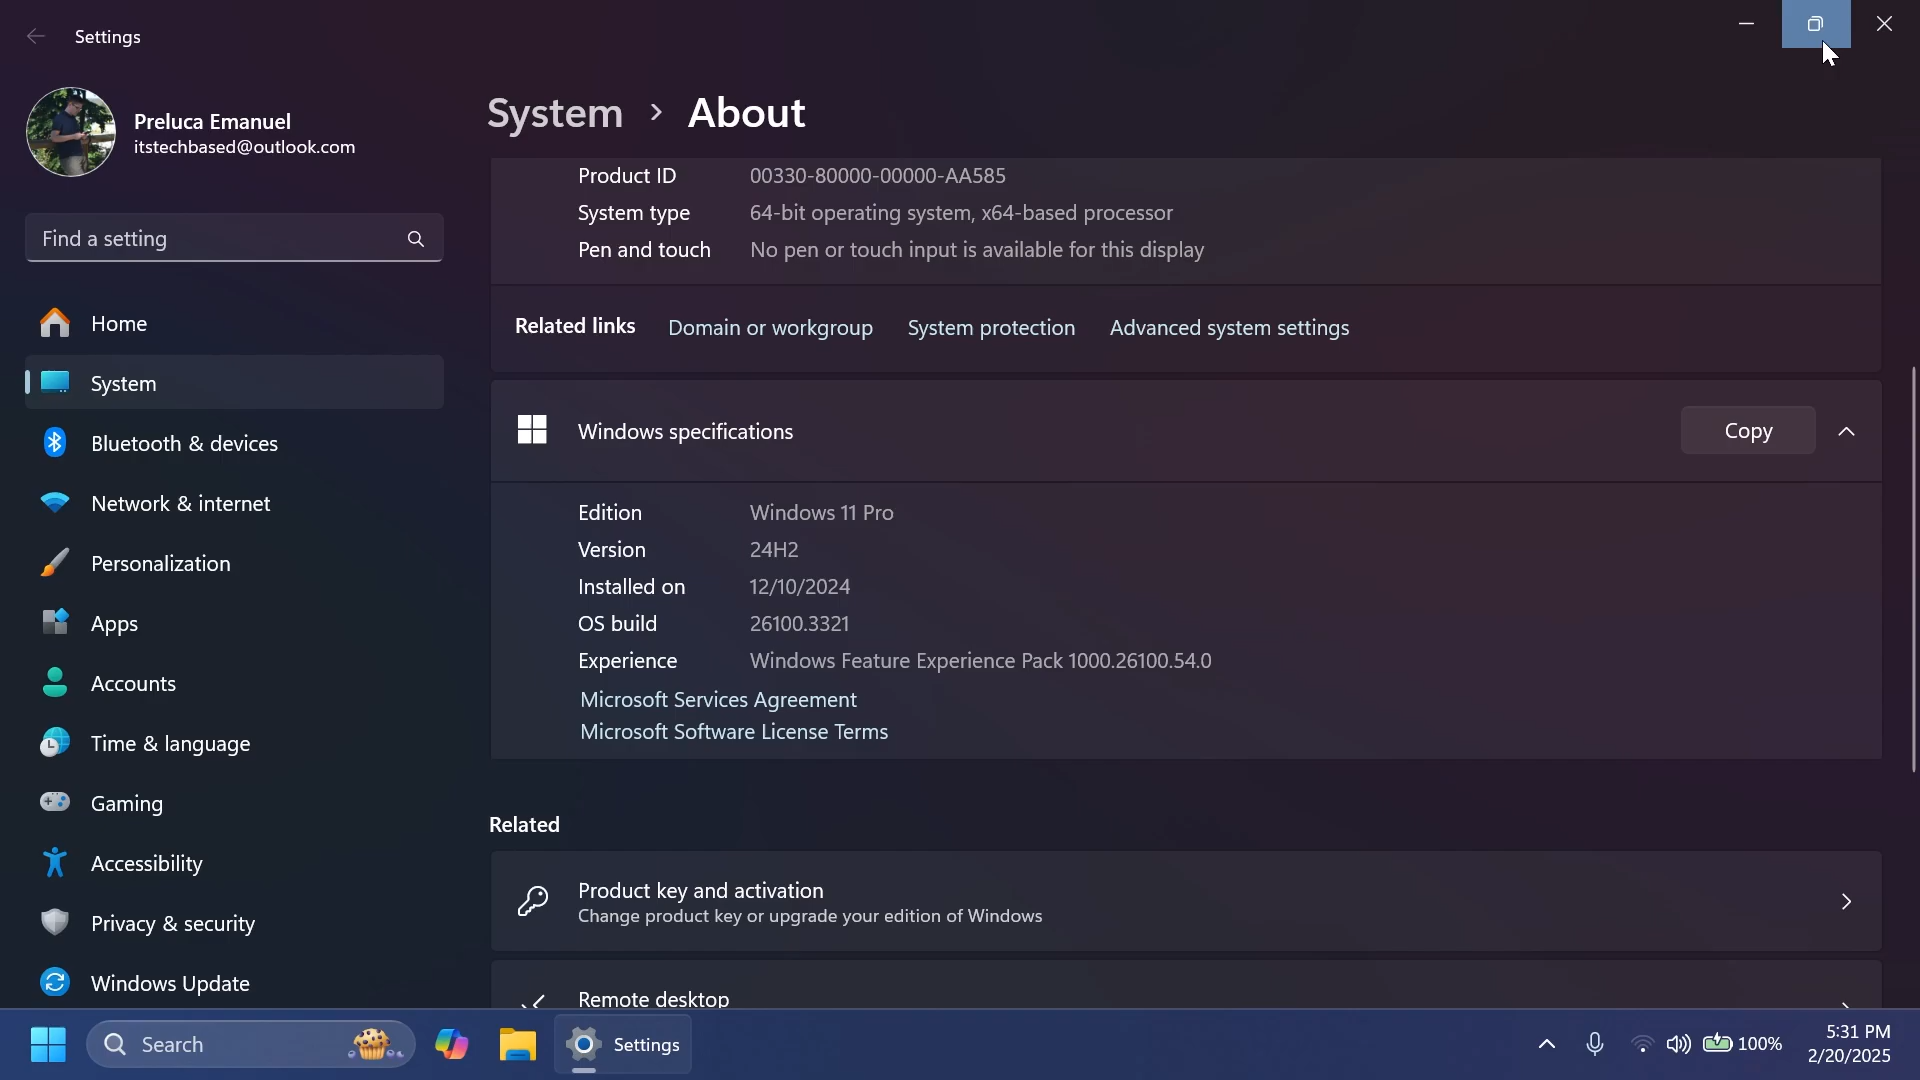 Settings
Preluca Emanuel
itstechbased@outlook.com
Find a setting
Home
System
Bluetooth & devices
Network & internet
Personalization
Apps
Accounts
Time & language
Gaming
Accessibility
Privacy & security
Windows Update
System > About
Product ID 00330-80000-00000-AA585
System type 64-bit operating system, x64-based processor
Pen and touch No pen or touch input is available for this display
Related links Domain or workgroup System protection Advanced system settings
Windows specifications Copy
Edition Windows 11 Pro
Version 24H2
Installed on 12/10/2024
OS build 26100.3321
Experience Windows Feature Experience Pack 1000.26100.54.0
Microsoft Services Agreement
Microsoft Software License Terms
Related
Product key and activation
Change product key or upgrade your edition of Windows
Remote desktop
Search Settings 100% 5:31 PM
2/20/2025